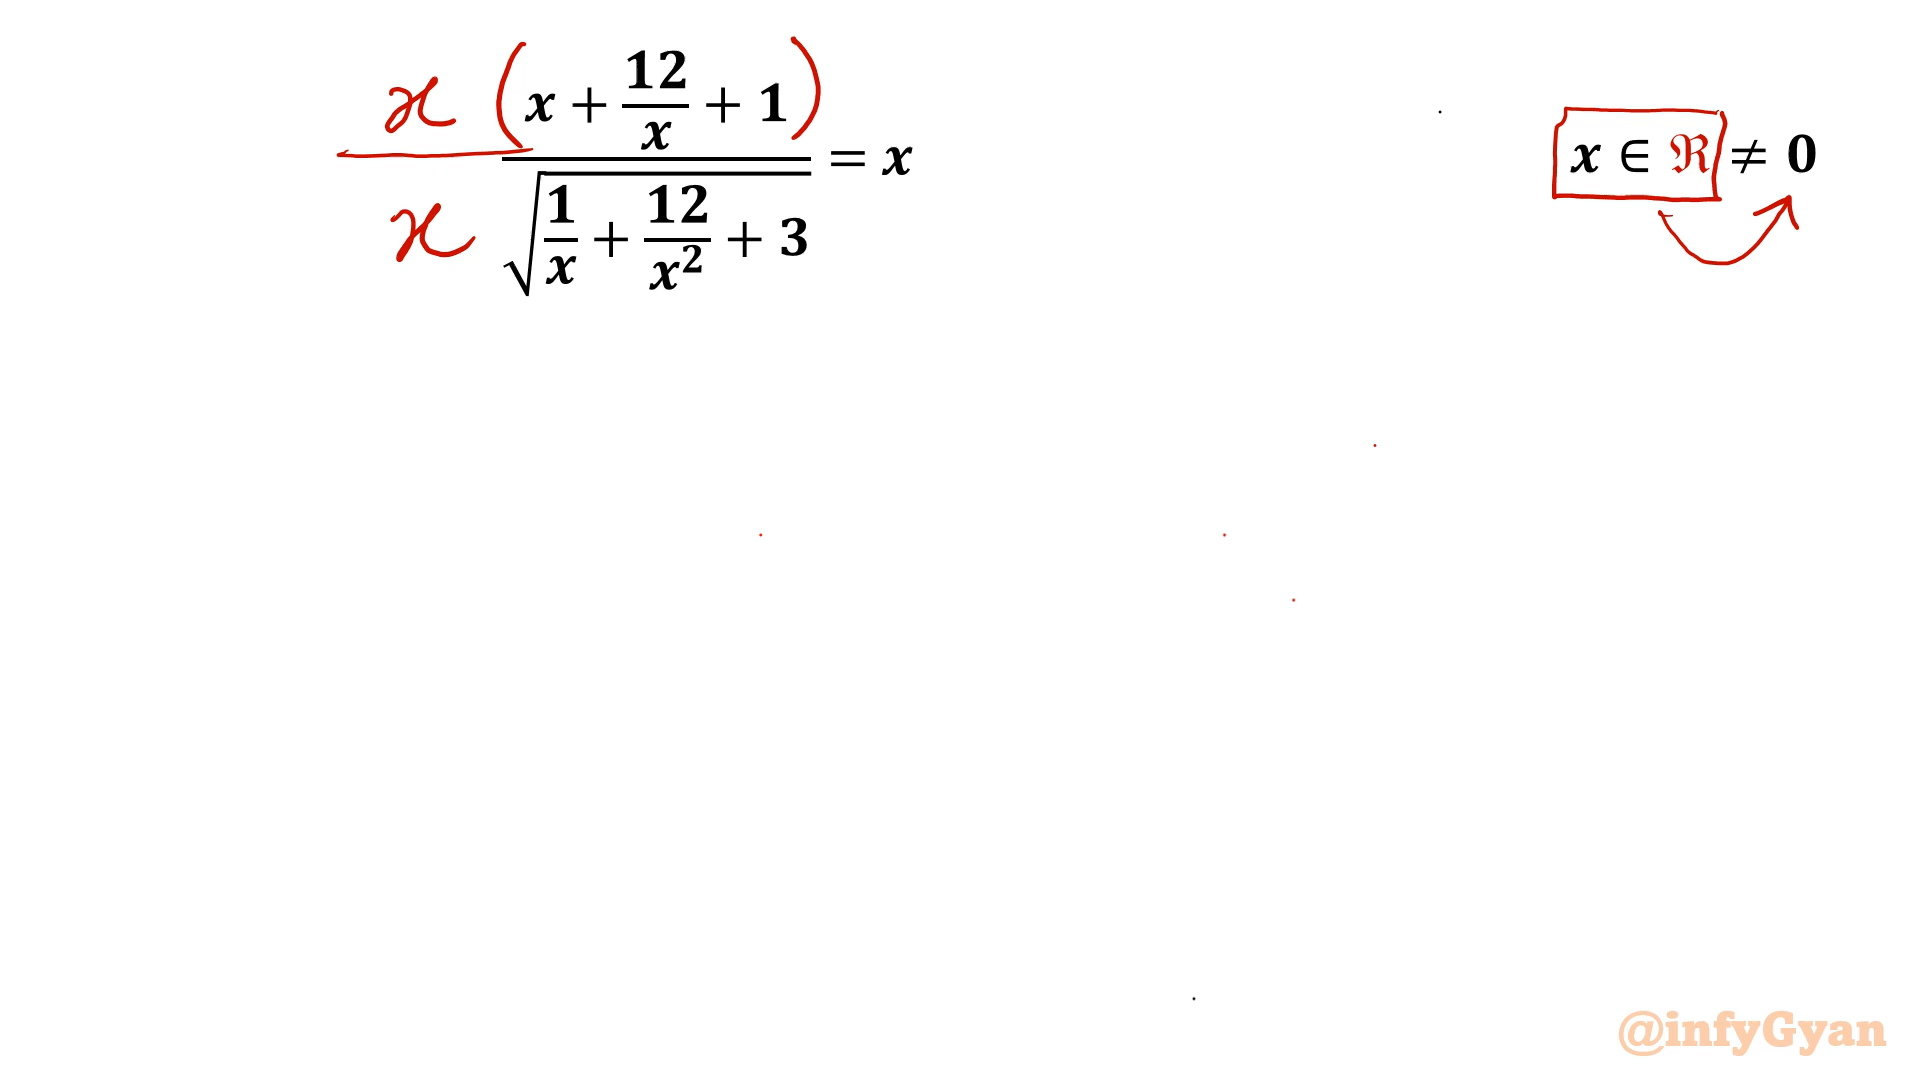 x (x + 12/x + 1) / x √(1/x + 12/x² + 3) = x
x ∈ ℜ ≠ 0
@infyGyan